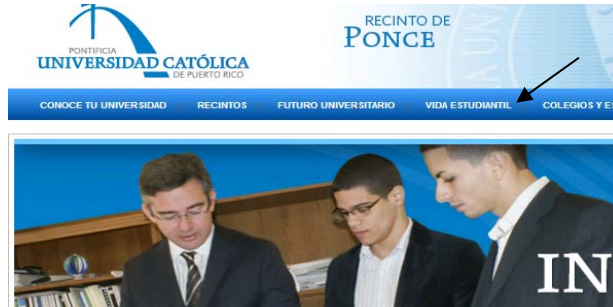 PONTIFICIA
UNIVERSIDAD CATÓLICA
DE PUERTO RICO
RECINTO DE
PONCE
CONOCE TU UNIVERSIDAD RECINTOS FUTURO UNIVERSITARIO VIDA ESTUDIANTIL COLEGIOS Y E
IN